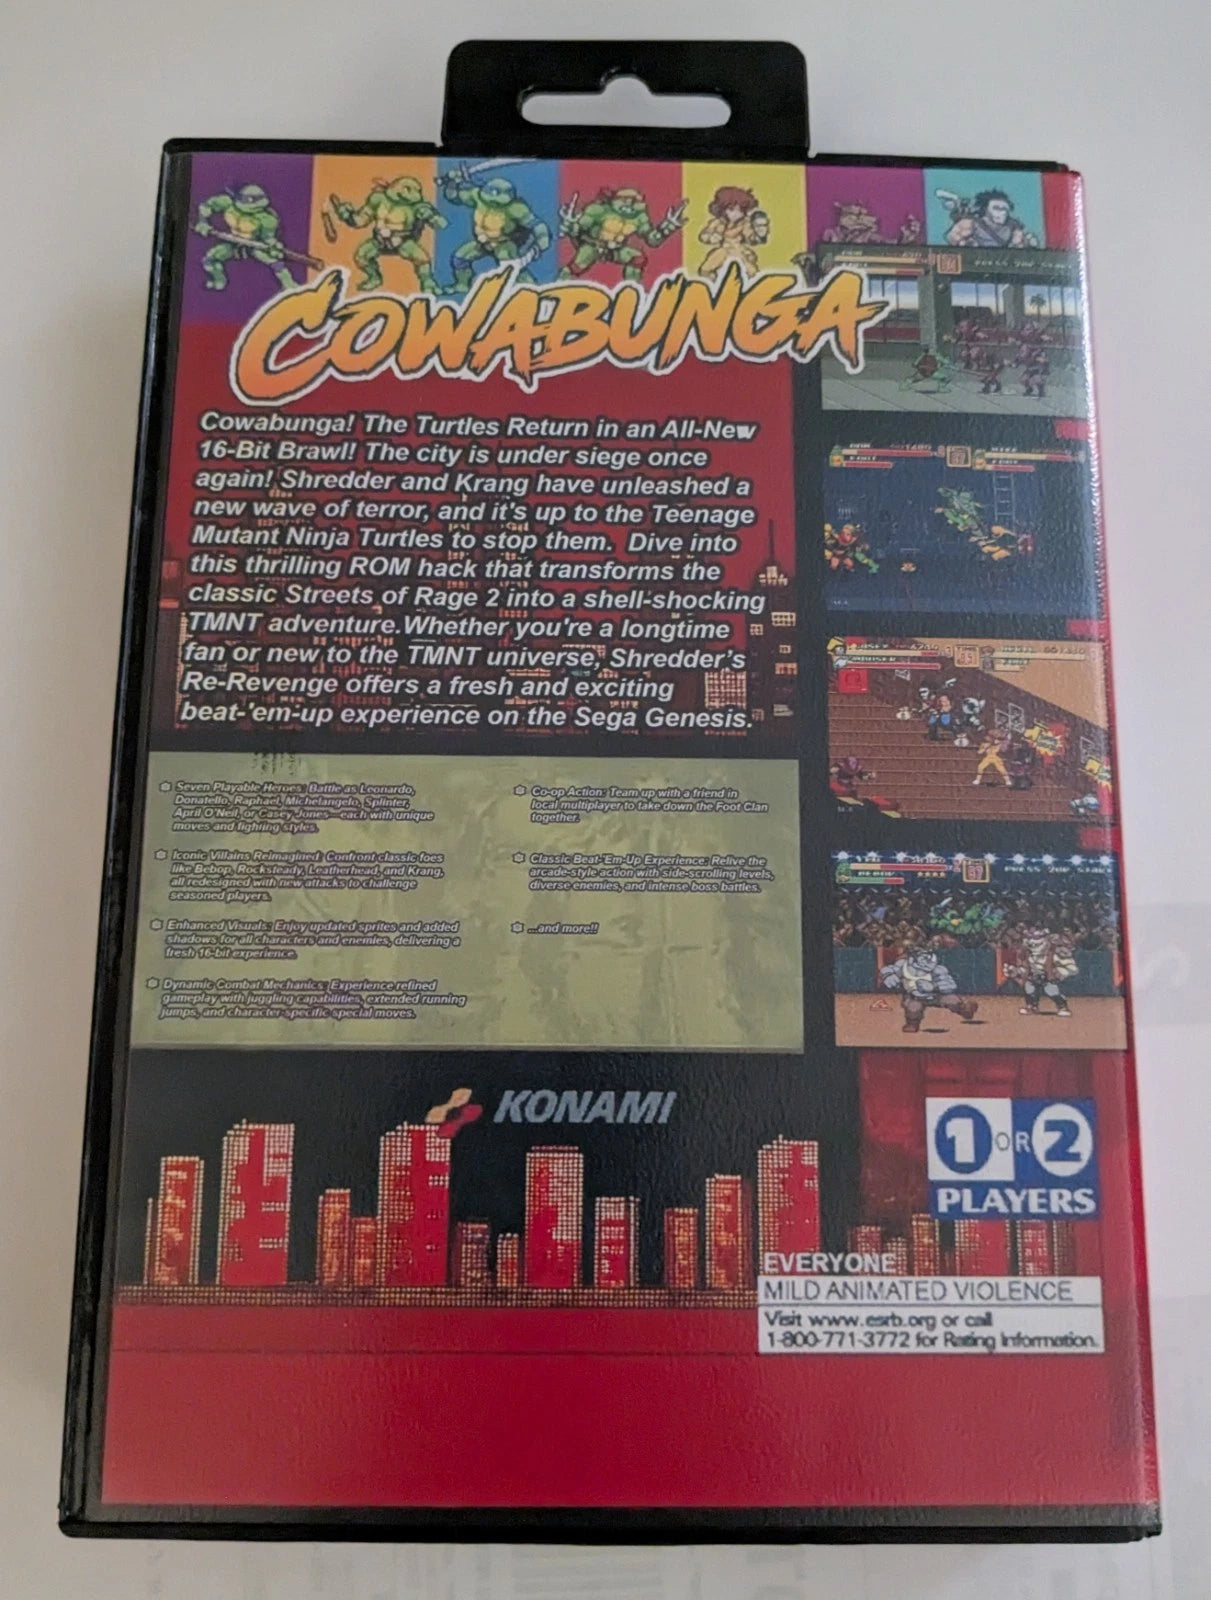 COWABUNGA
Cowabunga! The Turtles Return in an All-New
16-Bit Brawl! The city is under siege once
again! Shredder and Krang have unleashed a
new wave of terror, and it's up to the Teenage
Mutant Ninja Turtles to stop them. Dive into
this thrilling ROM hack that transforms the
classic Streets of Rage 2 into a shell-shocking
TMNT adventure.Whether you're a longtime
fan or new to the TMNT universe, Shredder's
Re-Revenge offers a fresh and exciting
beat-'em-up experience on the Sega Genesis.
Seven Playable Heroes: Battle as Leonardo,
Donatello, Raphael, Michelangelo, Splinter,
April O'Neil, or Casey Jones—each with unique
moves and fighting styles.
Iconic Villains Reimagined: Confront classic foes
like Bebop, Rocksteady, Leatherhead, and Krang,
all redesigned with new attacks to challenge
seasoned players.
Enhanced Visuals: Enjoy updated sprites and added
shadows for all characters and enemies, delivering a
fresh 16-bit experience.
Dynamic Combat Mechanics: Experience refined
gameplay with juggling capabilities, extended running
jumps, and character-specific special moves.
Co-op Action: Team up with a friend in
local multiplayer to take down the Foot Clan
together.
Classic Beat-'Em-Up Experience: Relive the
arcade-style action with side-scrolling levels,
diverse enemies, and intense boss battles.
...and more!!
PRESS 2UP START
KONAMI
1 OR 2
PLAYERS
EVERYONE
MILD ANIMATED VIOLENCE
Visit www.esrb.org or call
1-800-771-3772 for Rating Information.